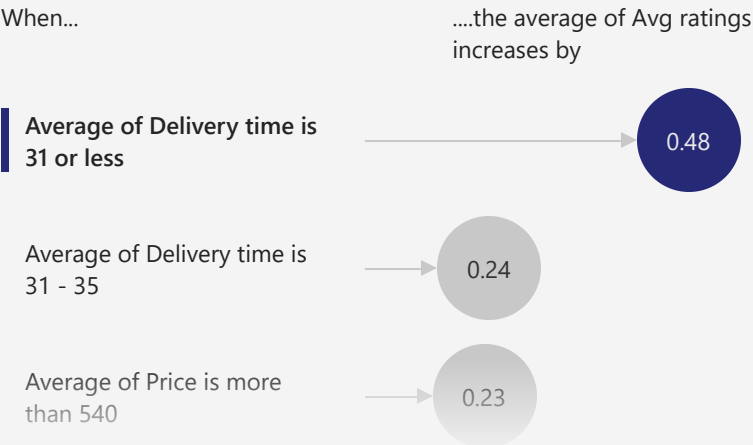 When...
....the average of Avg ratings
increases by
Average of Delivery time is
31 or less
0.48
Average of Delivery time is
31 - 35
0.24
Average of Price is more
than 540
0.23